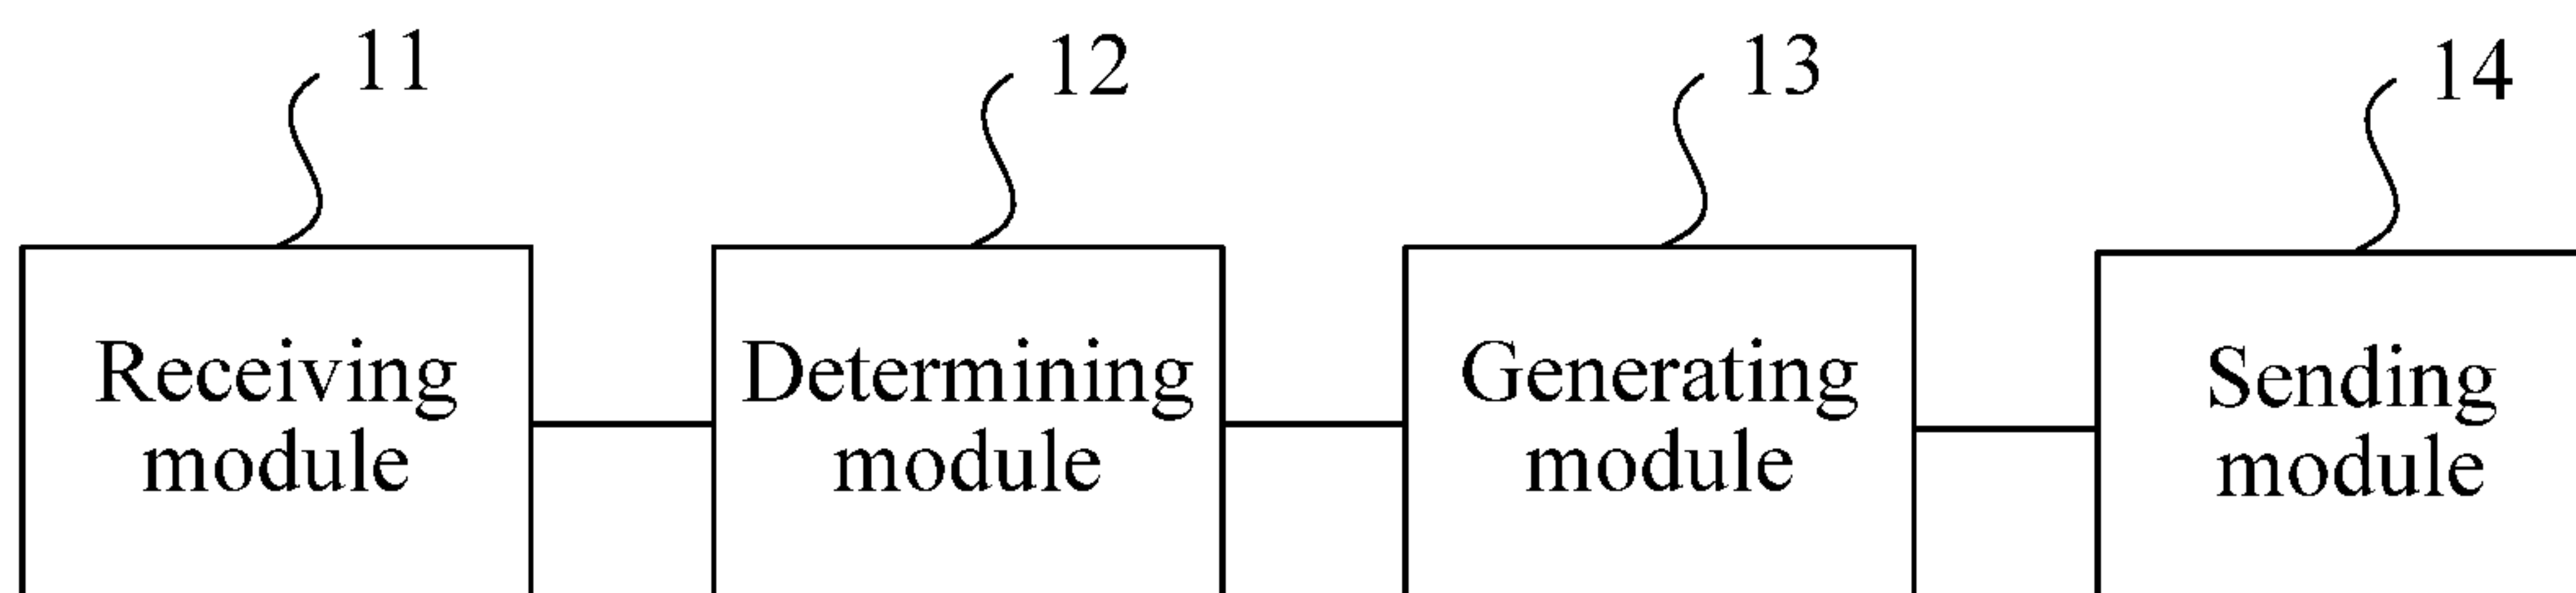 11
12
13
14
Receiving
module
Determining
module
Generating
module
Sending
module